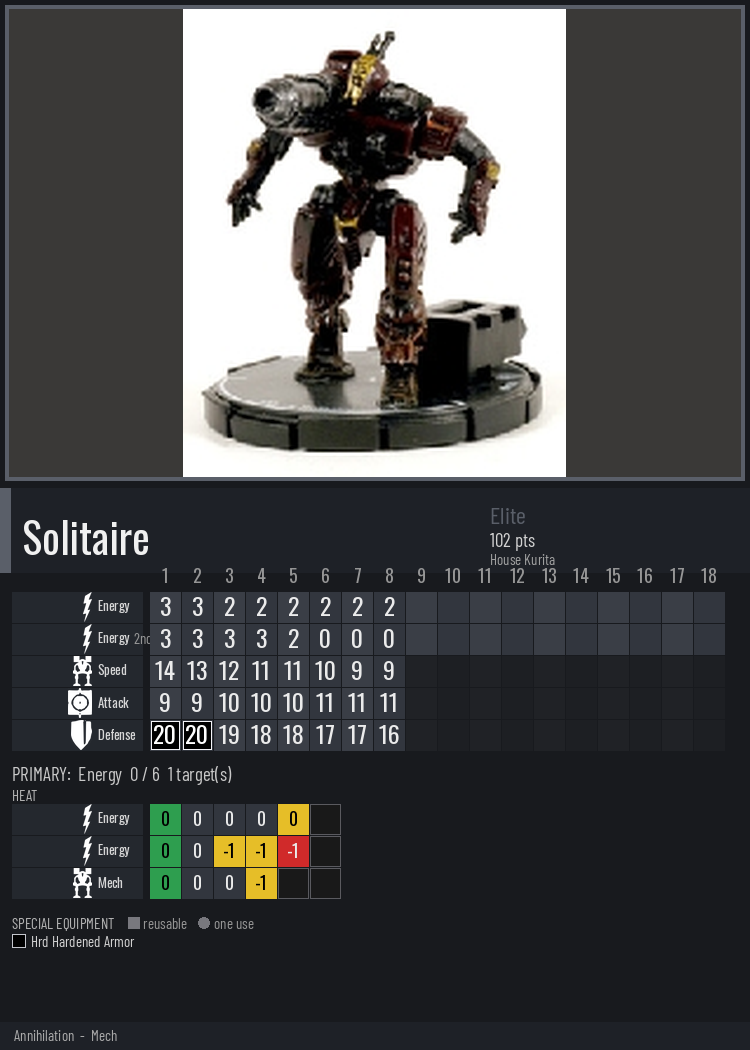 Solitaire
Elite
102 pts
House Kurita
1 2 3 4 5 6 7 8 9 10 11 12 13 14 15 16 17 18
Energy 3 3 2 2 2 2 2 2
Energy 2nd 3 3 3 3 2 0 0 0
Speed 14 13 12 11 11 10 9 9
Attack 9 9 10 10 10 11 11 11
Defense 20 20 19 18 18 17 17 16
PRIMARY: Energy 0 / 6 1 target(s)
HEAT
Energy 0 0 0 0 0
Energy 0 0 -1 -1 -1
Mech 0 0 0 -1
SPECIAL EQUIPMENT reusable one use
Hrd Hardened Armor
Annihilation - Mech